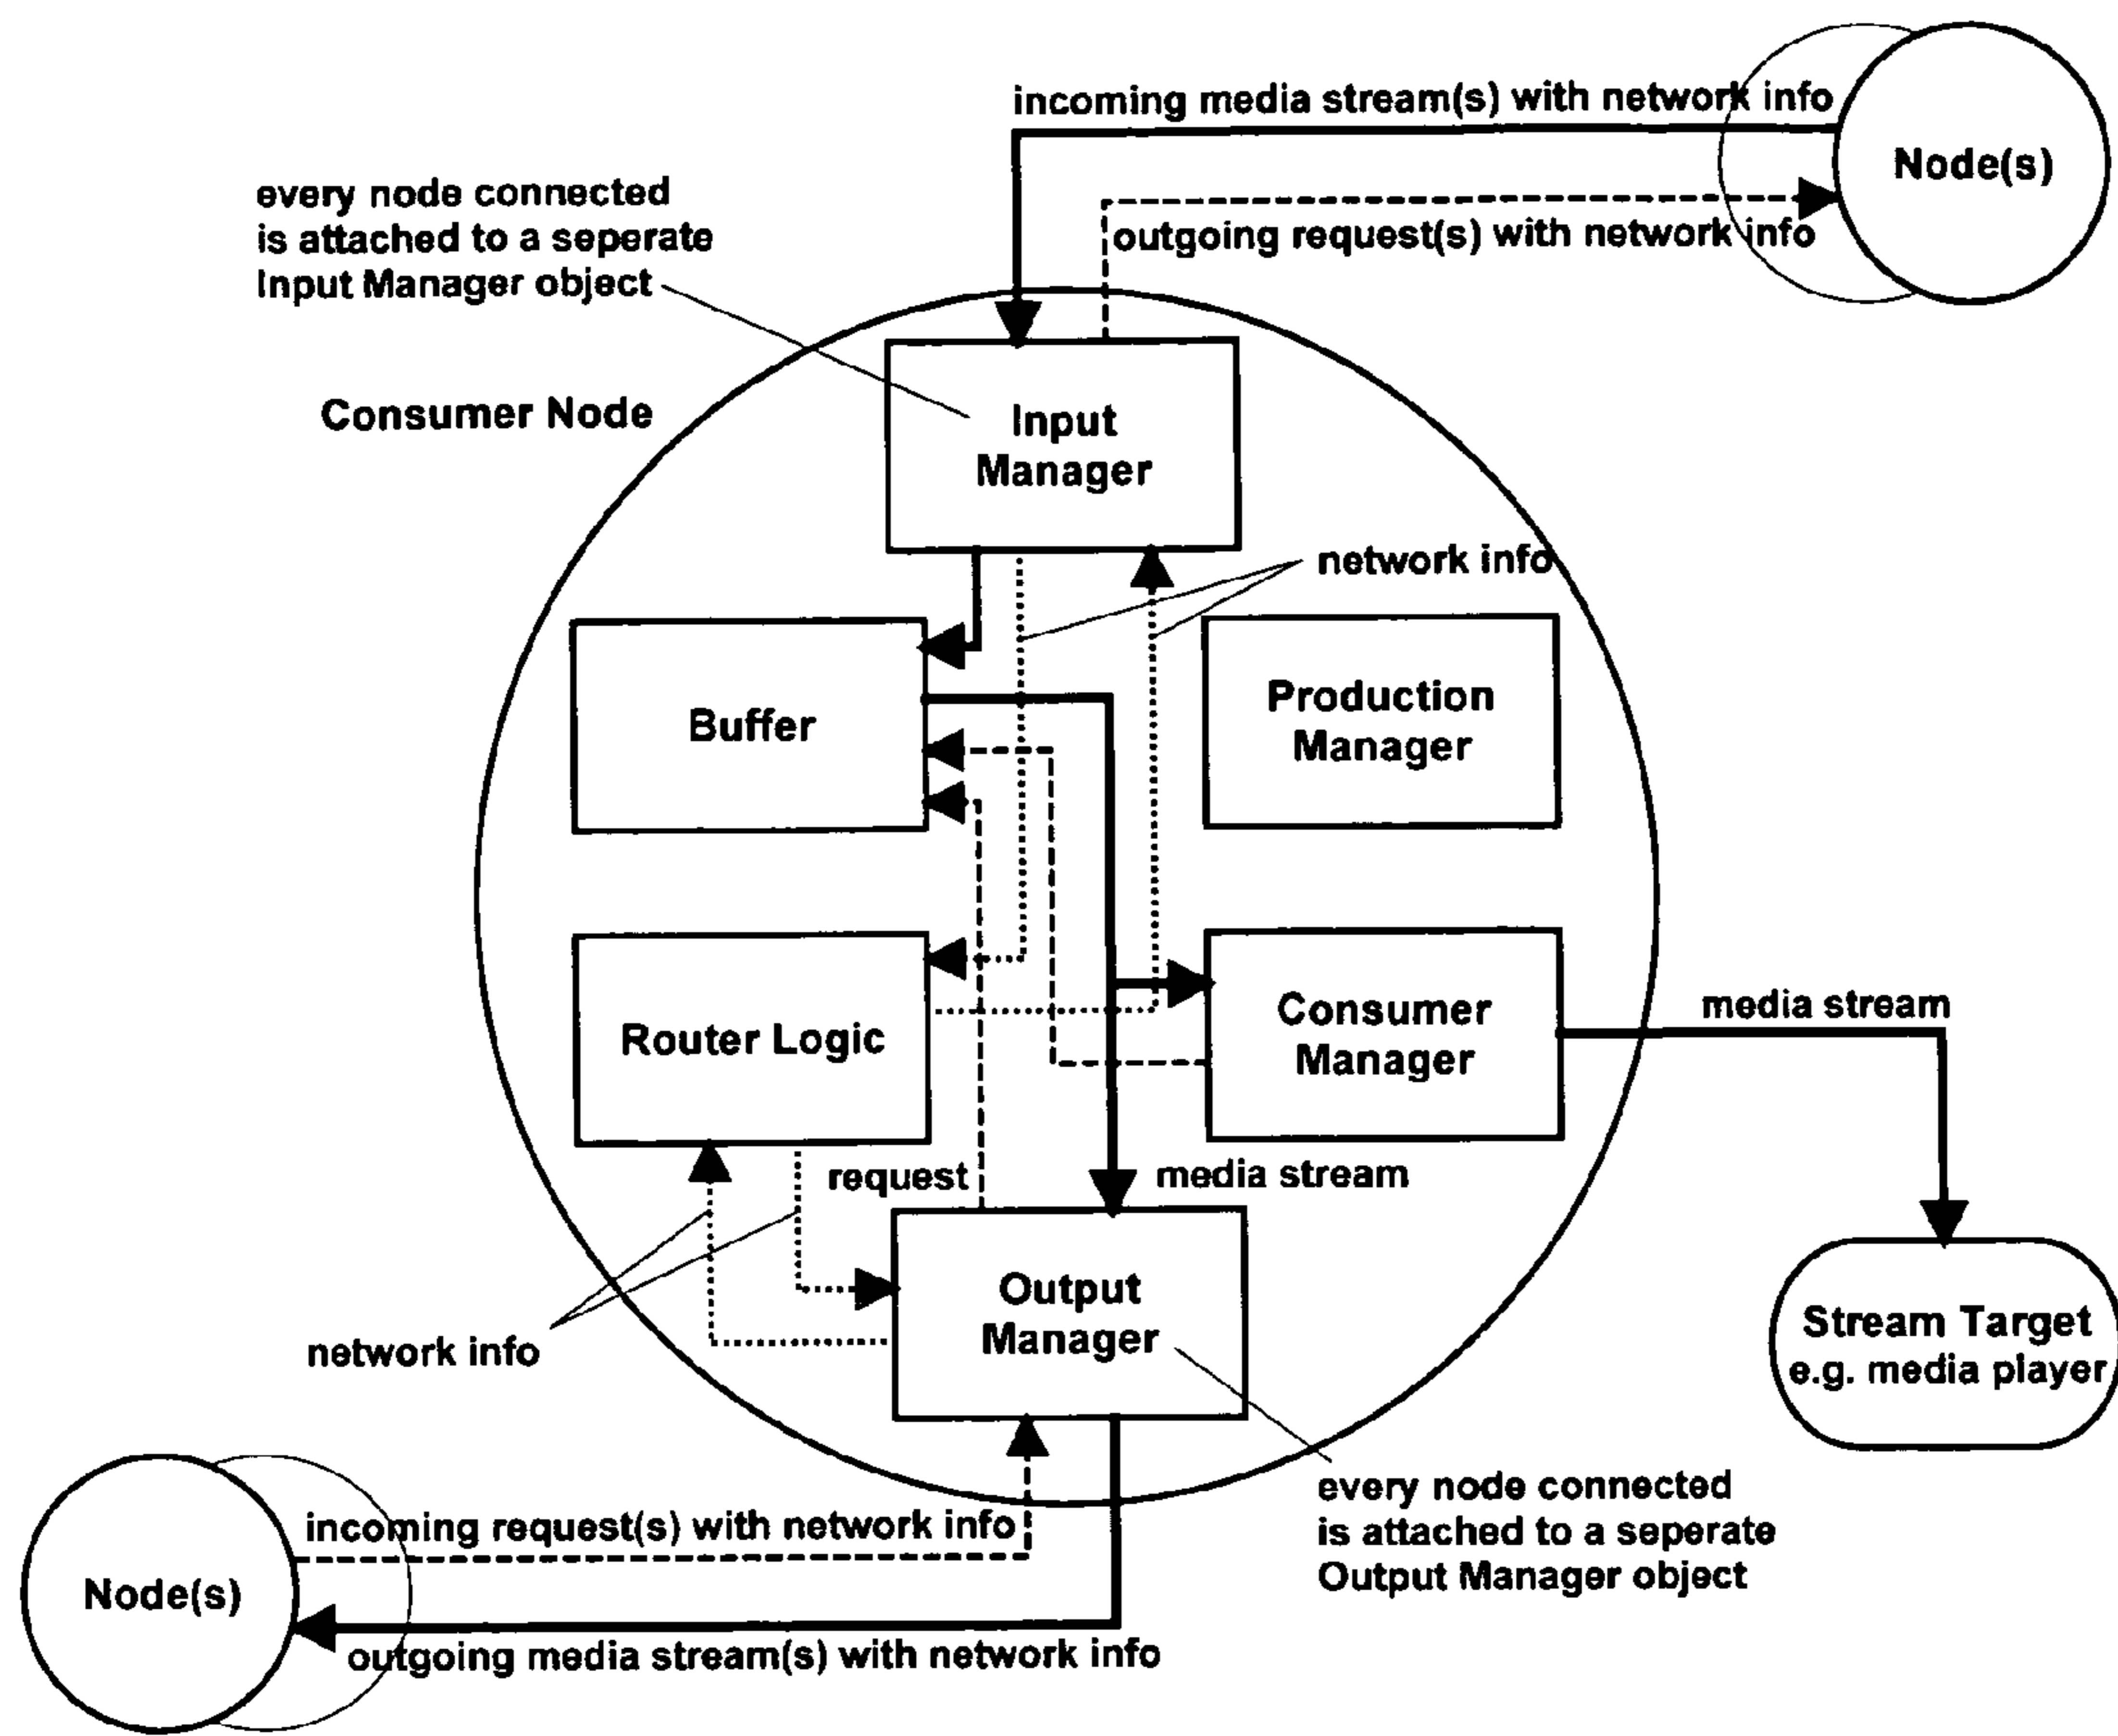 incoming media stream(s) with network info
Node(s)
every node connected
is attached to a seperate
Input Manager object
outgoing request(s) with network info
Consumer Node
Input
Manager
network info
Buffer
Production
Manager
Router Logic
Consumer
Manager
media stream
request
media stream
Output
Manager
network info
Stream Target
e.g. media player
every node connected
is attached to a seperate
Output Manager object
incoming request(s) with network info
Node(s)
outgoing media stream(s) with network info